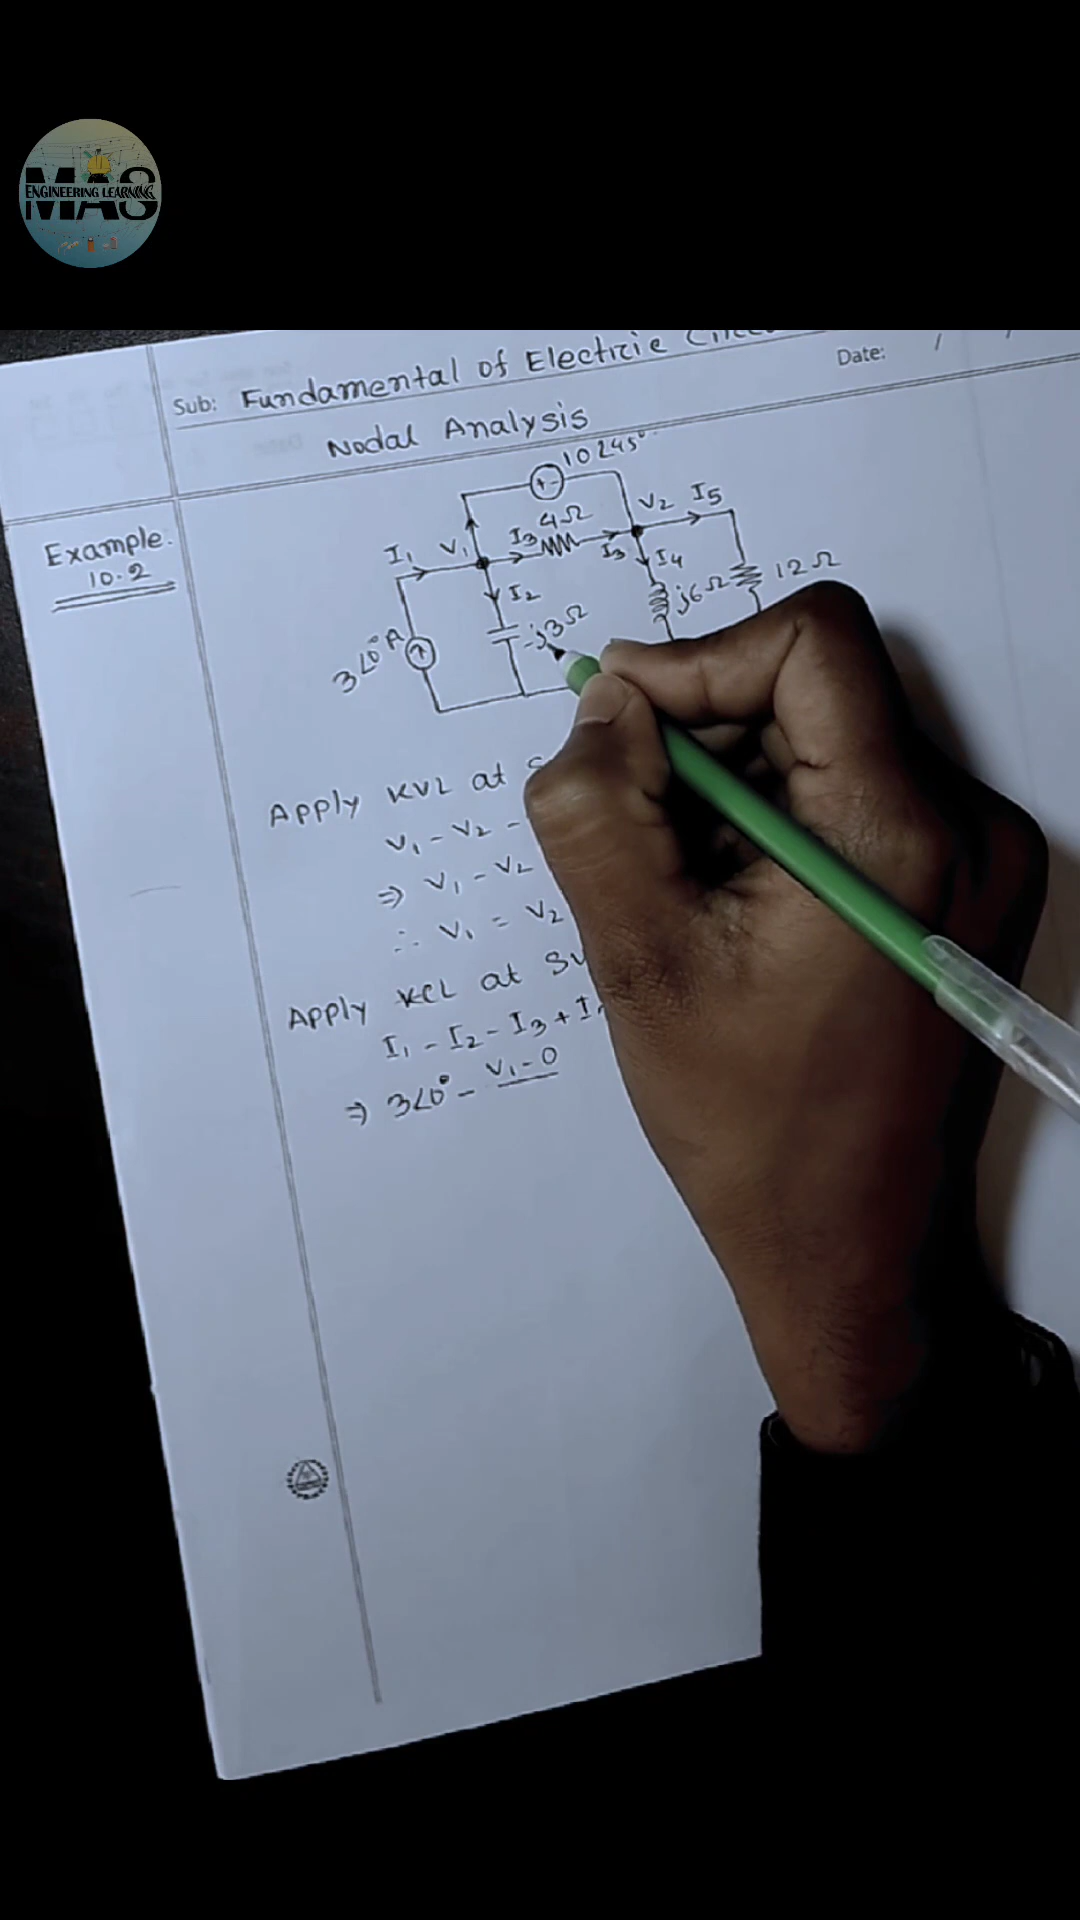 MAS
ENGINEERING LEARNING
Sub: Fundamental of Electric
Date: / /
Nodal Analysis
Example.
10.2
10∠45°
4Ω
V₂ I₅
I₁ V₁ I₃ I₃ I₄
I₂ j6Ω 12Ω
3∠0° A -j3Ω
Apply KVL at
V₁ - V₂ -
⇒ V₁ - V₂
∴ V₁ = V₂
Apply KCL at
I₁ - I₂ - I₃ +
⇒ 3∠0° - V₁ - 0